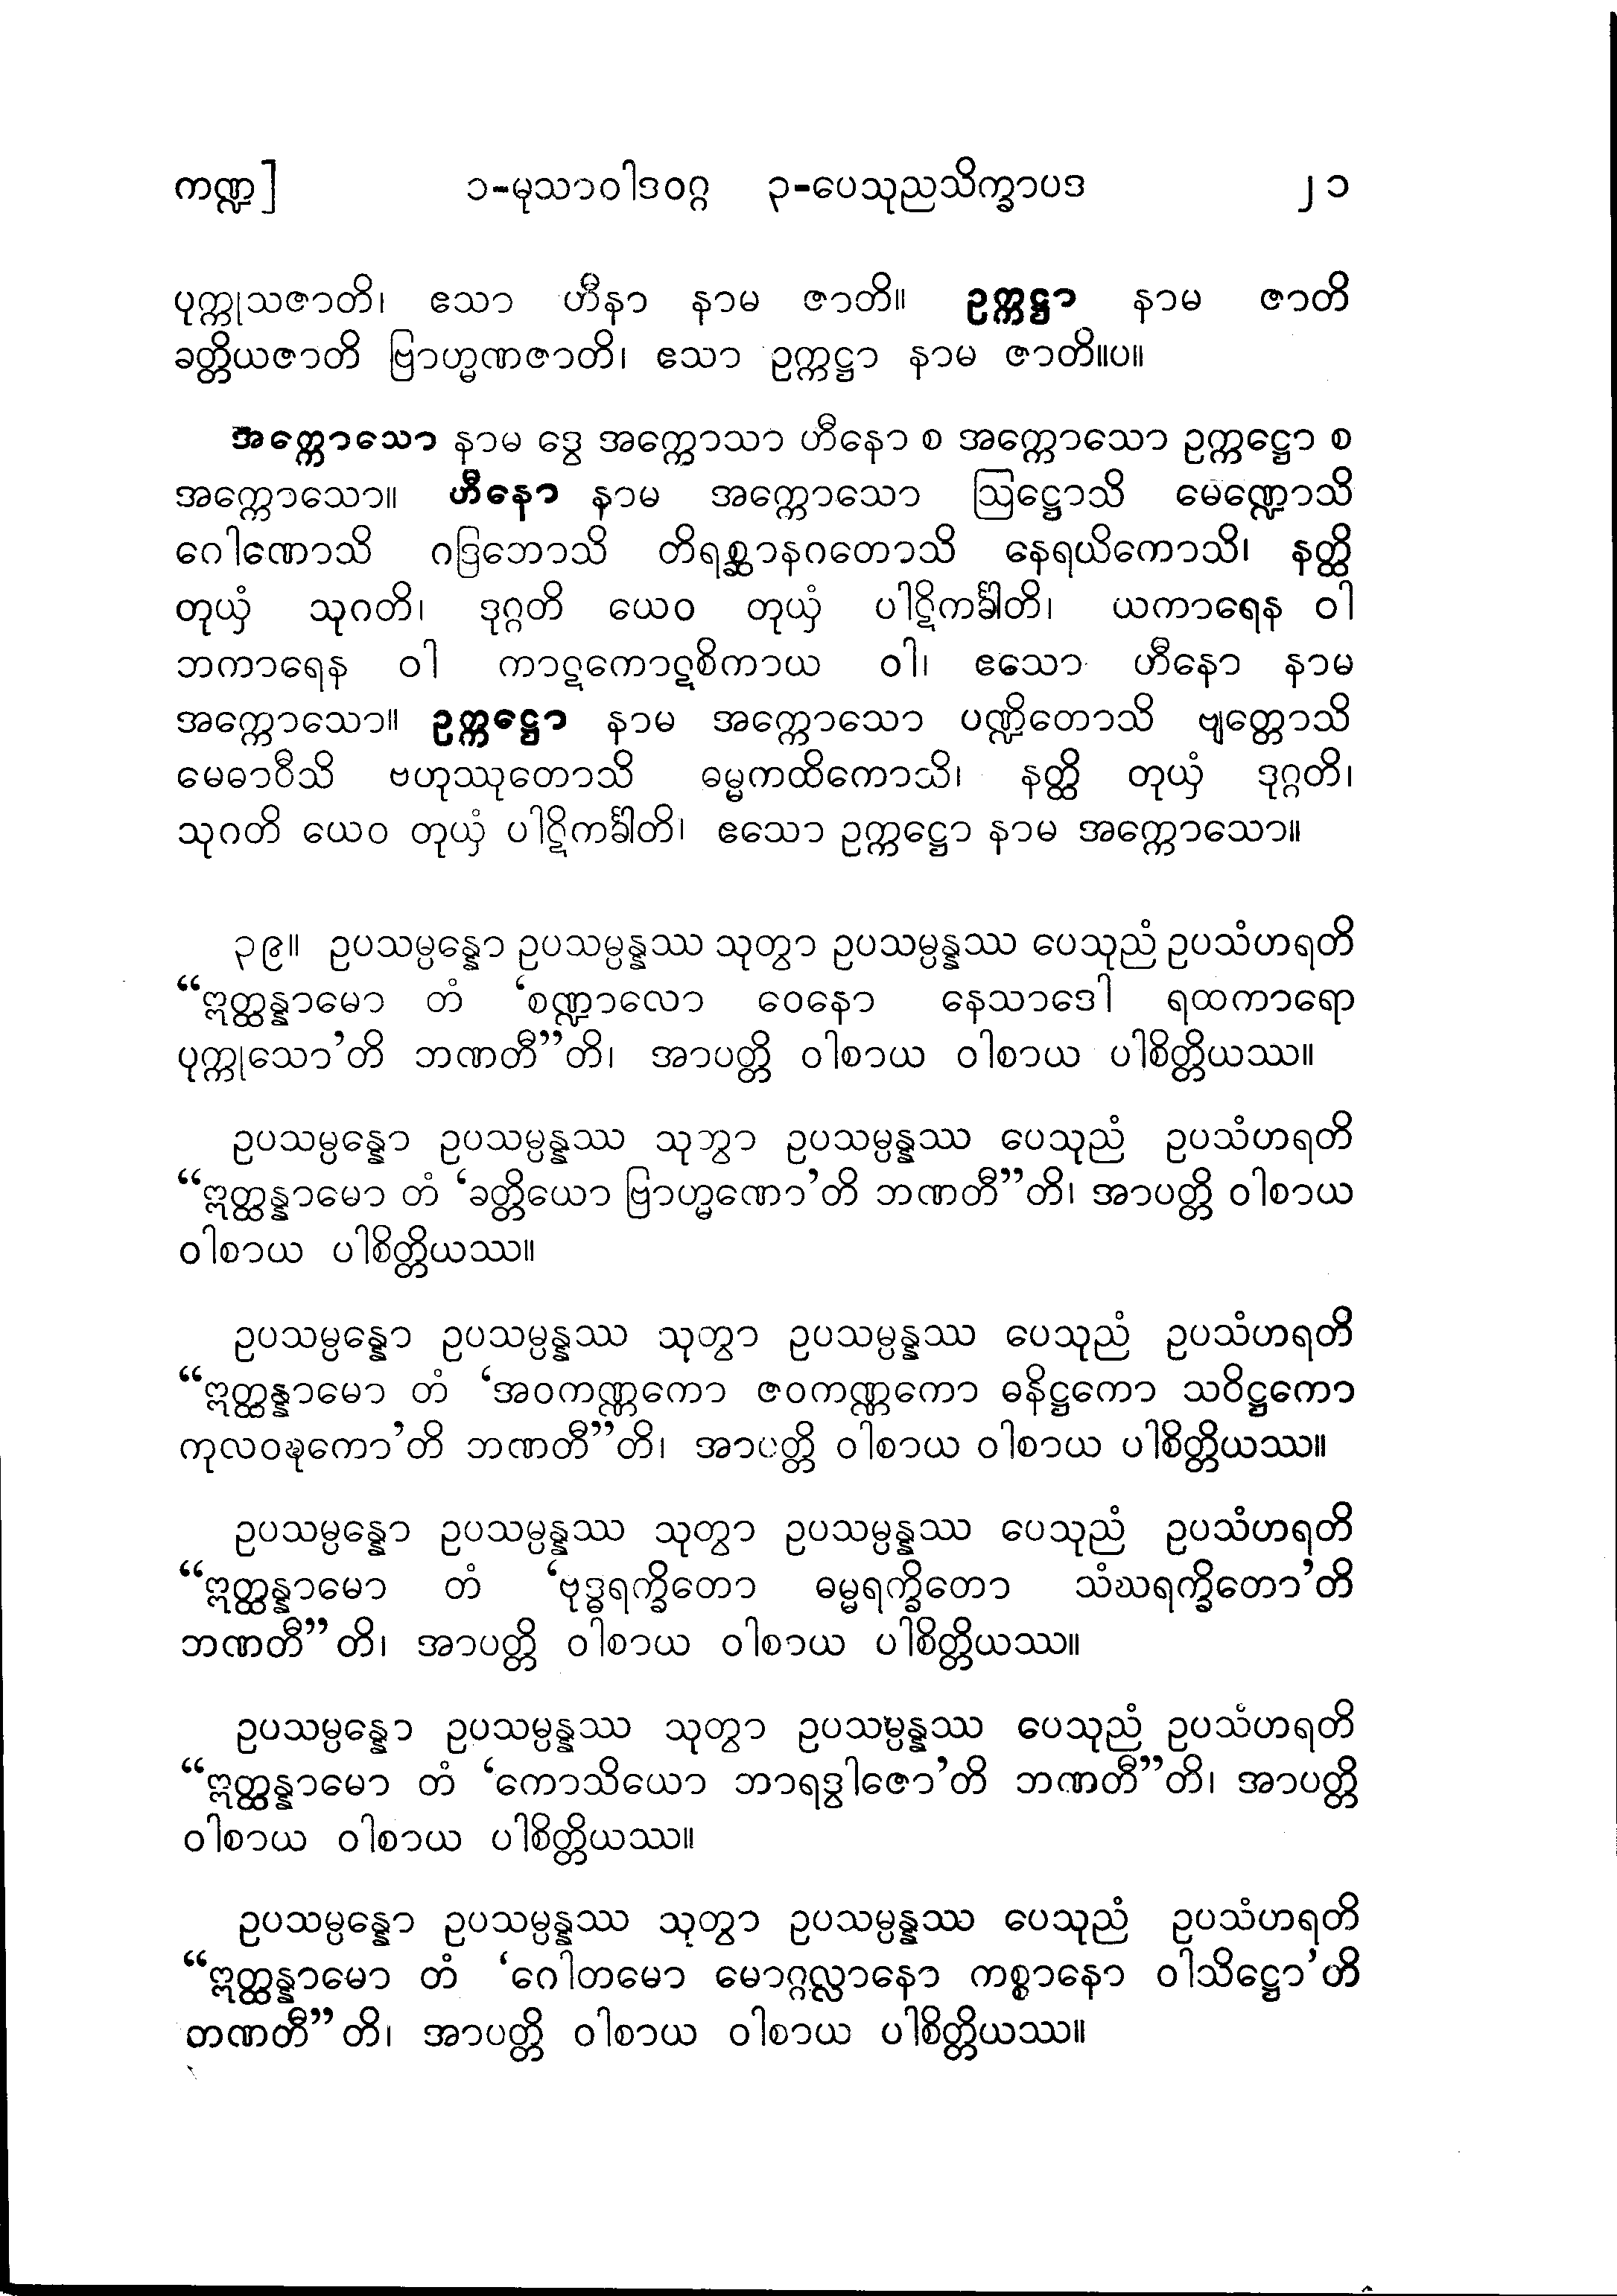 ကဏ္ဍ] ၁-မုသာဝါဒဝဂ္ဂ ၃-ပေသုညသိက္ခာပဒ ၂၁
ပုက္ကုသဇာတိ၊ ဧသာ ဟီနာ နာမ ဇာတိ။ ဥက္ကဋ္ဌာ နာမ ဇာတိ
ခတ္တိယဇာတိ ဗြာဟ္မဏဇာတိ၊ ဧသာ ဥက္ကဋ္ဌာ နာမ ဇာတိ။ပ။
အက္ကောသော နာမ ဒွေ အက္ကောသာ ဟီနော စ အက္ကောသော ဥက္ကဋ္ဌော စ
အက္ကောသော။ ဟီနော နာမ အက္ကောသော ဩဋ္ဌောသိ မေဏ္ဍောသိ
ဂေါဏောသိ ဂဒြဘောသိ တိရစ္ဆာနဂတောသိ နေရယိကောသိ၊ နတ္ထိ
တုယှံ သုဂတိ၊ ဒုဂ္ဂတိ ယေဝ တုယှံ ပါဋိကင်္ခါတိ၊ ယကာရေန ဝါ
ဘကာရေန ဝါ ကာဋကောဋစိကာယ ဝါ၊ ဧသော ဟီနော နာမ
အက္ကောသော။ ဥက္ကဋ္ဌော နာမ အက္ကောသော ပဏ္ဍိတောသိ ဗျတ္တောသိ
မေဓာဝီသိ ဗဟုဿုတောသိ ဓမ္မကထိကောသိ၊ နတ္ထိ တုယှံ ဒုဂ္ဂတိ၊
သုဂတိ ယေဝ တုယှံ ပါဋိကင်္ခါတိ၊ ဧသော ဥက္ကဋ္ဌော နာမ အက္ကောသော။
၃၉။ ဥပသမ္ပန္နော ဥပသမ္ပန္နဿ သုတွာ ဥပသမ္ပန္နဿ ပေသုညံ ဥပသံဟရတိ
“ဣတ္ထန္နာမော တံ ‘စဏ္ဍာလော ဝေနော နေသာဒေါ ရထကာရော
ပုက္ကုသော’တိ ဘဏတီ”တိ၊ အာပတ္တိ ဝါစာယ ဝါစာယ ပါစိတ္တိယဿ။
ဥပသမ္ပန္နော ဥပသမ္ပန္နဿ သုတွာ ဥပသမ္ပန္နဿ ပေသုညံ ဥပသံဟရတိ
“ဣတ္ထန္နာမော တံ ‘ခတ္တိယော ဗြာဟ္မဏော’တိ ဘဏတီ”တိ၊ အာပတ္တိ ဝါစာယ
ဝါစာယ ပါစိတ္တိယဿ။
ဥပသမ္ပန္နော ဥပသမ္ပန္နဿ သုတွာ ဥပသမ္ပန္နဿ ပေသုညံ ဥပသံဟရတိ
“ဣတ္ထန္နာမော တံ ‘အဝကဏ္ဏကော ဇဝကဏ္ဏကော ဓနိဋ္ဌကော သဝိဋ္ဌကော
ကုလဝဍ္ဎကော’တိ ဘဏတီ”တိ၊ အာပတ္တိ ဝါစာယ ဝါစာယ ပါစိတ္တိယဿ။
ဥပသမ္ပန္နော ဥပသမ္ပန္နဿ သုတွာ ဥပသမ္ပန္နဿ ပေသုညံ ဥပသံဟရတိ
“ဣတ္ထန္နာမော တံ ‘ဗုဒ္ဓရက္ခိတော ဓမ္မရက္ခိတော သံဃရက္ခိတော’တိ
ဘဏတီ”တိ၊ အာပတ္တိ ဝါစာယ ဝါစာယ ပါစိတ္တိယဿ။
ဥပသမ္ပန္နော ဥပသမ္ပန္နဿ သုတွာ ဥပသမ္ပန္နဿ ပေသုညံ ဥပသံဟရတိ
“ဣတ္ထန္နာမော တံ ‘ကောသိယော ဘာရဒွါဇော’တိ ဘဏတီ”တိ၊ အာပတ္တိ
ဝါစာယ ဝါစာယ ပါစိတ္တိယဿ။
ဥပသမ္ပန္နော ဥပသမ္ပန္နဿ သုတွာ ဥပသမ္ပန္နဿ ပေသုညံ ဥပသံဟရတိ
“ဣတ္ထန္နာမော တံ ‘ဂေါတမော မောဂ္ဂလ္လာနော ကစ္စာနော ဝါသိဋ္ဌော’တိ
ဘဏတီ”တိ၊ အာပတ္တိ ဝါစာယ ဝါစာယ ပါစိတ္တိယဿ။